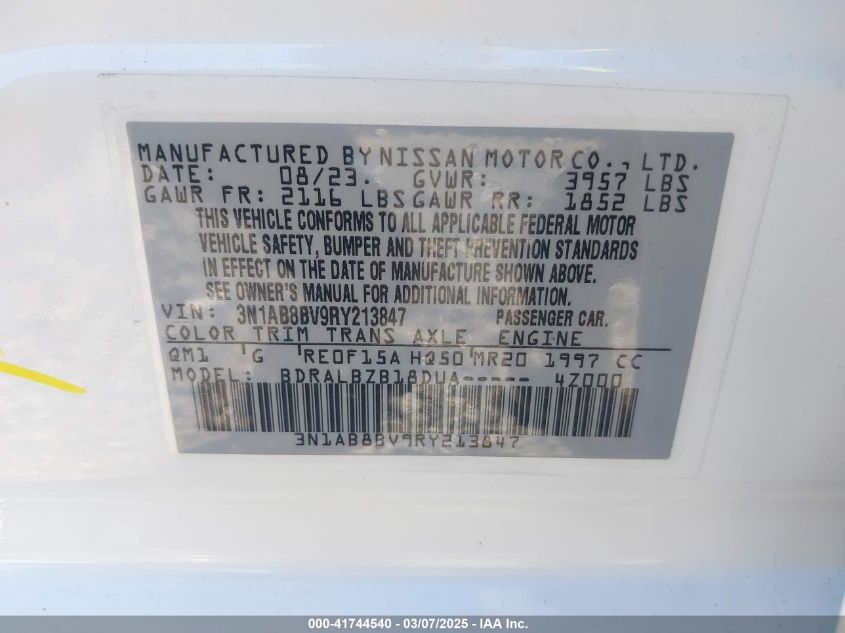 MANUFACTURED BY NISSAN MOTOR CO., LTD.
DATE: 08/23. GVWR: 3957 LBS
GAWR FR: 2116 LBS GAWR RR: 1852 LBS
THIS VEHICLE CONFORMS TO ALL APPLICABLE FEDERAL MOTOR
VEHICLE SAFETY, BUMPER AND THEFT PREVENTION STANDARDS
IN EFFECT ON THE DATE OF MANUFACTURE SHOWN ABOVE.
SEE OWNER'S MANUAL FOR ADDITIONAL INFORMATION.
VIN: 3N1AB8BV9RY213847 PASSENGER CAR.
COLOR TRIM TRANS AXLE ENGINE
QM1 G RE0F15A HQ50 MR20 1997 CC
MODEL: BDRALBZB18DUA----- 4Z000
3N1AB8BV9RY213847
000-41744540 - 03/07/2025 - IAA Inc.